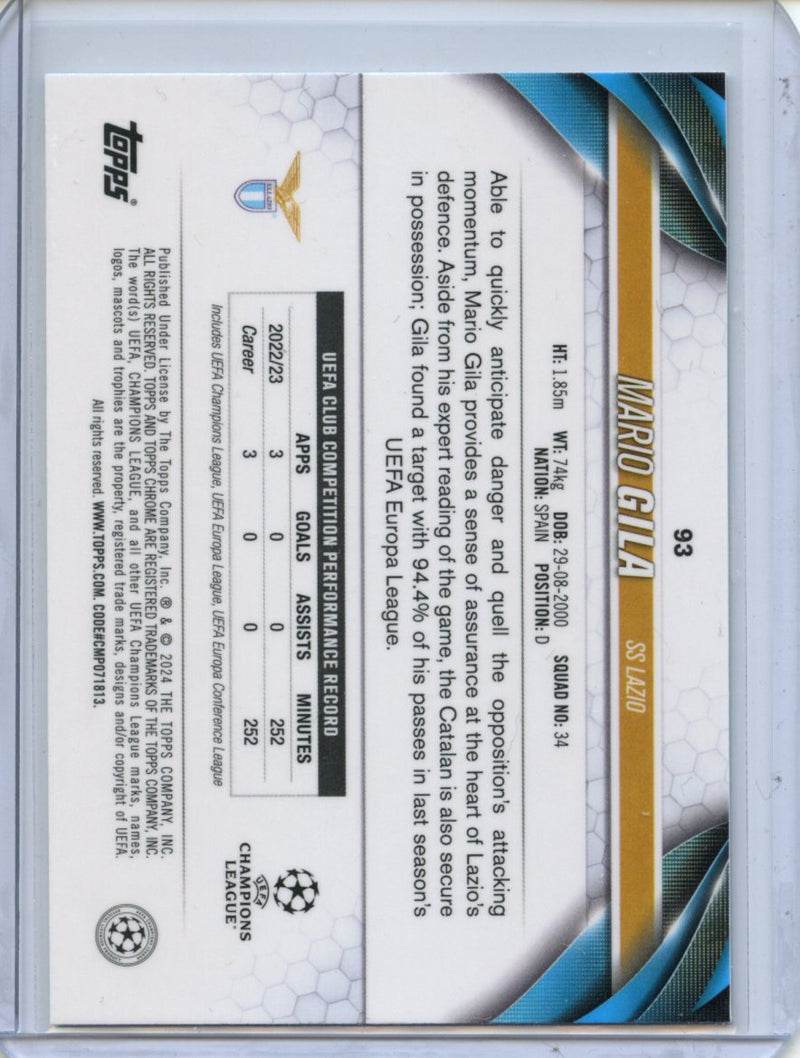 93
MARIO GILA SS LAZIO
HT: 1.85m WT: 74kg DOB: 29-08-2000 SQUAD NO: 34
NATION: SPAIN POSITION: D
Able to quickly anticipate danger and quell the opposition's attacking
momentum, Mario Gila provides a sense of assurance at the heart of Lazio's
defence. Aside from his expert reading of the game, the Catalan is also secure
in possession; Gila found a target with 94.4% of his passes in last season's
UEFA Europa League.
UEFA CLUB COMPETITION PERFORMANCE RECORD
APPS GOALS ASSISTS MINUTES
2022/23 3 0 0 252
Career 3 0 0 252
Includes UEFA Champions League, UEFA Europa League, UEFA Europa Conference League
S.S.LAZIO
UEFA
CHAMPIONS
LEAGUE®
topps®
Published Under License by The Topps Company, Inc. ® & © 2024 THE TOPPS COMPANY, INC.
ALL RIGHTS RESERVED. TOPPS AND TOPPS CHROME ARE REGISTERED TRADEMARKS OF THE TOPPS COMPANY, INC.
The word(s) UEFA, CHAMPIONS LEAGUE, and all other UEFA Champions League marks, names,
logos, mascots and trophies are the property, registered trade marks, designs and/or copyright of UEFA.
All rights reserved. WWW.TOPPS.COM. CODE#CMP071813.